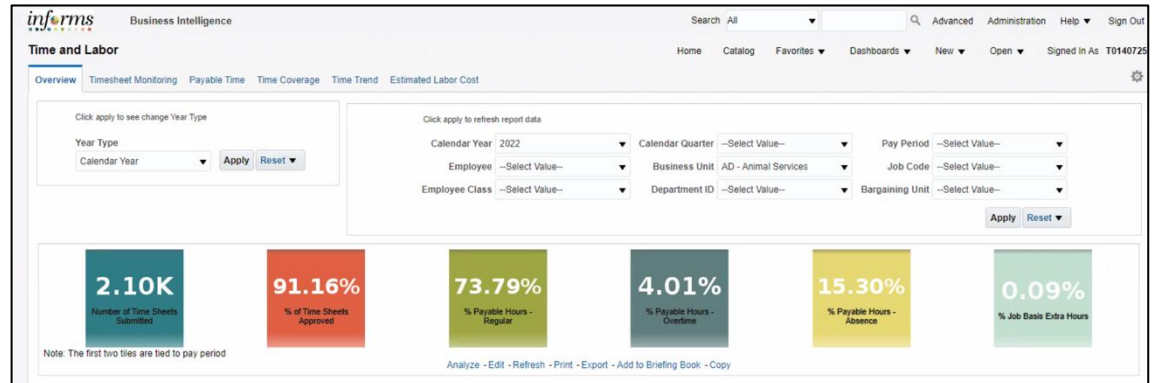 informs Business Intelligence Search All Advanced Administration Help Sign Out
Time and Labor Home Catalog Favorites Dashboards New Open Signed In As T0140725
Overview Timesheet Monitoring Payable Time Time Coverage Time Trend Estimated Labor Cost
Click apply to see change Year Type
Year Type
Calendar Year Apply Reset
Click apply to refresh report data
Calendar Year 2022 Calendar Quarter --Select Value-- Pay Period --Select Value--
Employee --Select Value-- Business Unit AD - Animal Services Job Code --Select Value--
Employee Class --Select Value-- Department ID --Select Value-- Bargaining Unit --Select Value--
Apply Reset
2.10K
Number of Time Sheets
Submitted
91.16%
% of Time Sheets
Approved
73.79%
% Payable Hours -
Regular
4.01%
% Payable Hours -
Overtime
15.30%
% Payable Hours -
Absence
0.09%
% Job Basis Extra Hours
Note: The first two tiles are tied to pay period
Analyze - Edit - Refresh - Print - Export - Add to Briefing Book - Copy